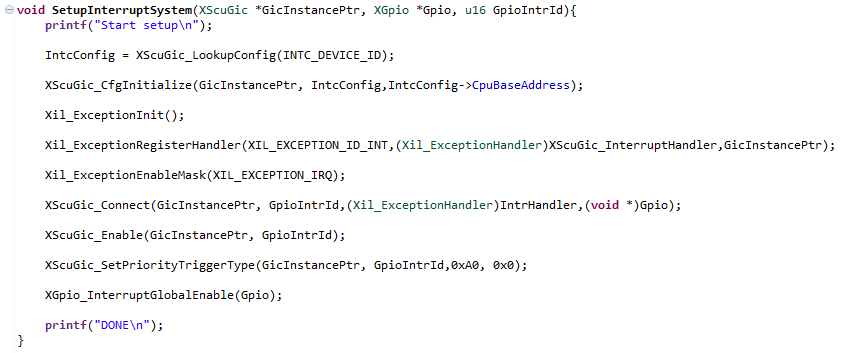 void SetupInterruptSystem(XScuGic *GicInstancePtr, XGpio *Gpio, u16 GpioIntrId){
printf("Start setup\n");
IntcConfig = XScuGic_LookupConfig(INTC_DEVICE_ID);
XScuGic_CfgInitialize(GicInstancePtr, IntcConfig,IntcConfig->CpuBaseAddress);
Xil_ExceptionInit();
Xil_ExceptionRegisterHandler(XIL_EXCEPTION_ID_INT,(Xil_ExceptionHandler)XScuGic_InterruptHandler,GicInstancePtr);
Xil_ExceptionEnableMask(XIL_EXCEPTION_IRQ);
XScuGic_Connect(GicInstancePtr, GpioIntrId,(Xil_ExceptionHandler)IntrHandler,(void *)Gpio);
XScuGic_Enable(GicInstancePtr, GpioIntrId);
XScuGic_SetPriorityTriggerType(GicInstancePtr, GpioIntrId,0xA0, 0x0);
XGpio_InterruptGlobalEnable(Gpio);
printf("DONE\n");
}